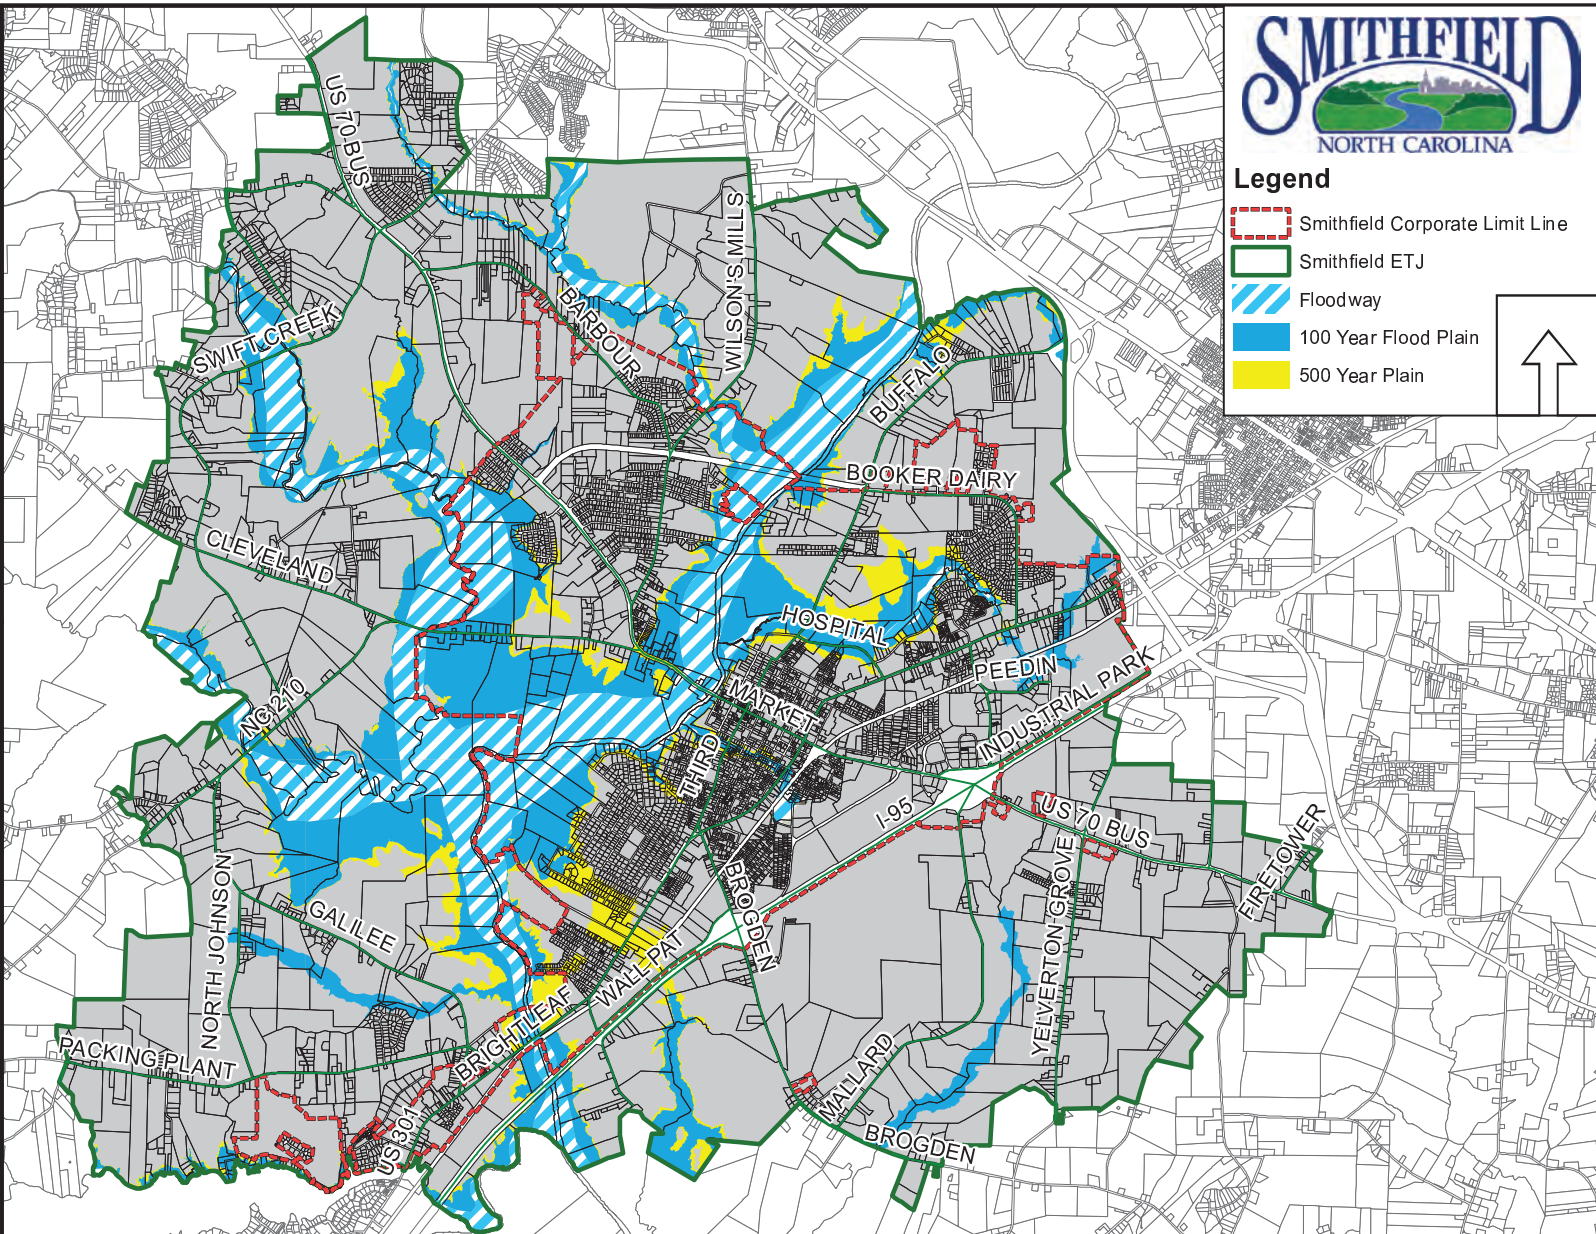 SMITHFIELD
NORTH CAROLINA
Legend
Smithfield Corporate Limit Line
Smithfield ETJ
Floodway
100 Year Flood Plain
500 Year Plain
US 70 BUS
WILSON'S MILLS
BARBOUR
SWIFT CREEK
BUFFALO
BOOKER DAIRY
CLEVELAND
HOSPITAL
PEEDIN
MARKET
NC 210
INDUSTRIAL PARK
THIRD
I-95
US 70 BUS
FIRETOWER
BROGDEN
YELVERTON GROVE
NORTH JOHNSON
GALILEE
WALL PAT
BRIGHTLEAF
PACKING PLANT
MALLARD
US 301
BROGDEN